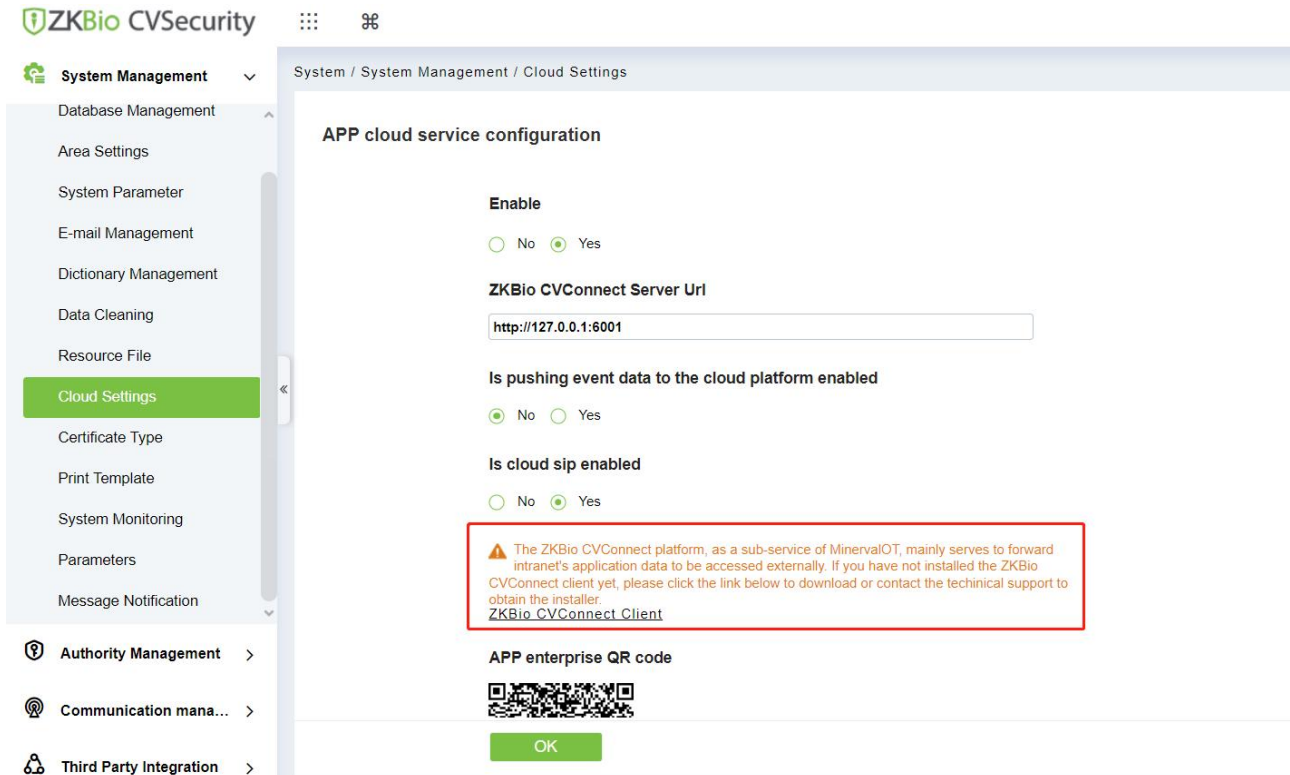 ZKBio CVSecurity
System Management
Database Management
Area Settings
System Parameter
E-mail Management
Dictionary Management
Data Cleaning
Resource File
Cloud Settings
Certificate Type
Print Template
System Monitoring
Parameters
Message Notification
Authority Management
Communication mana...
Third Party Integration
System / System Management / Cloud Settings
APP cloud service configuration
Enable
No Yes
ZKBio CVConnect Server Url
http://127.0.0.1:6001
Is pushing event data to the cloud platform enabled
No Yes
Is cloud sip enabled
No Yes
The ZKBio CVConnect platform, as a sub-service of MinervaIOT, mainly serves to forward
intranet's application data to be accessed externally. If you have not installed the ZKBio
CVConnect client yet, please click the link below to download or contact the techinical support to
obtain the installer.
ZKBio CVConnect Client
APP enterprise QR code
OK